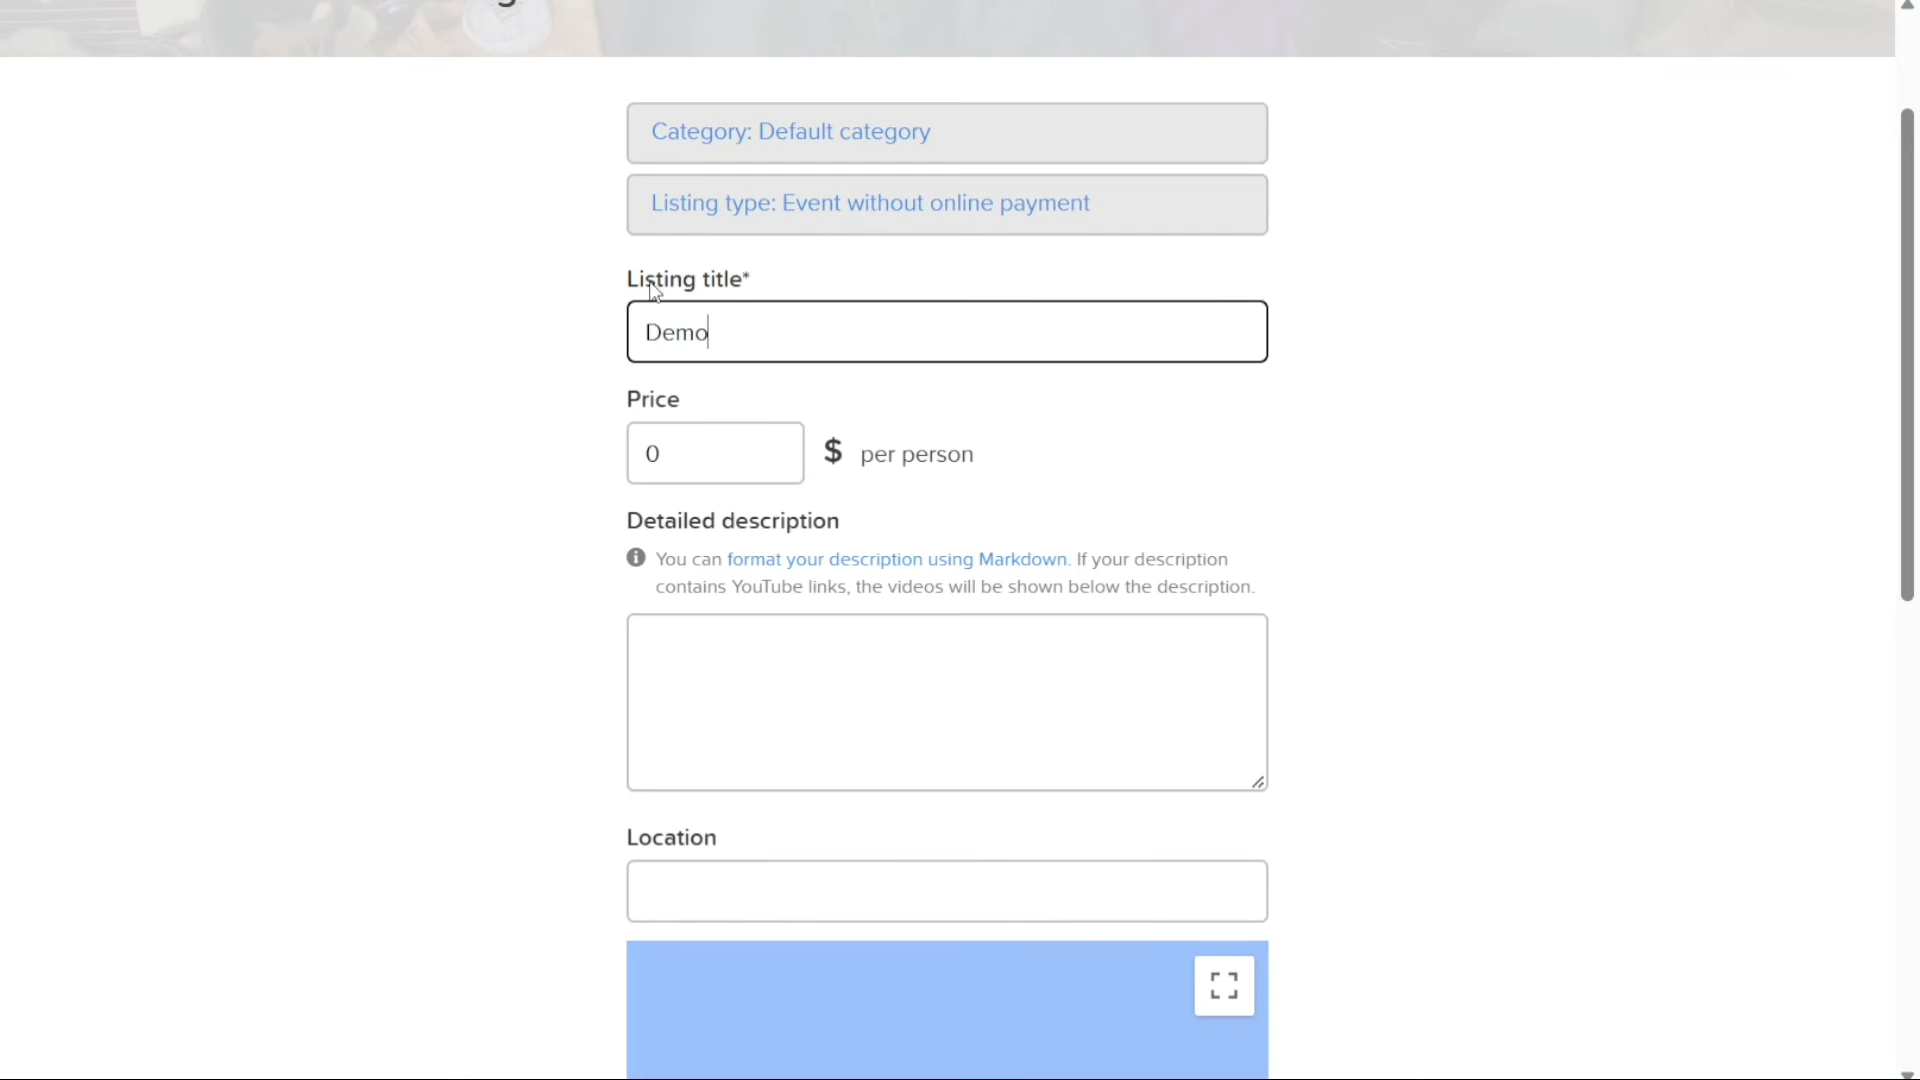 Category: Default category
Listing type: Event without online payment
Listing title*
Demo
Price
0 $ per person
Detailed description
You can format your description using Markdown. If your description
contains YouTube links, the videos will be shown below the description.
Location